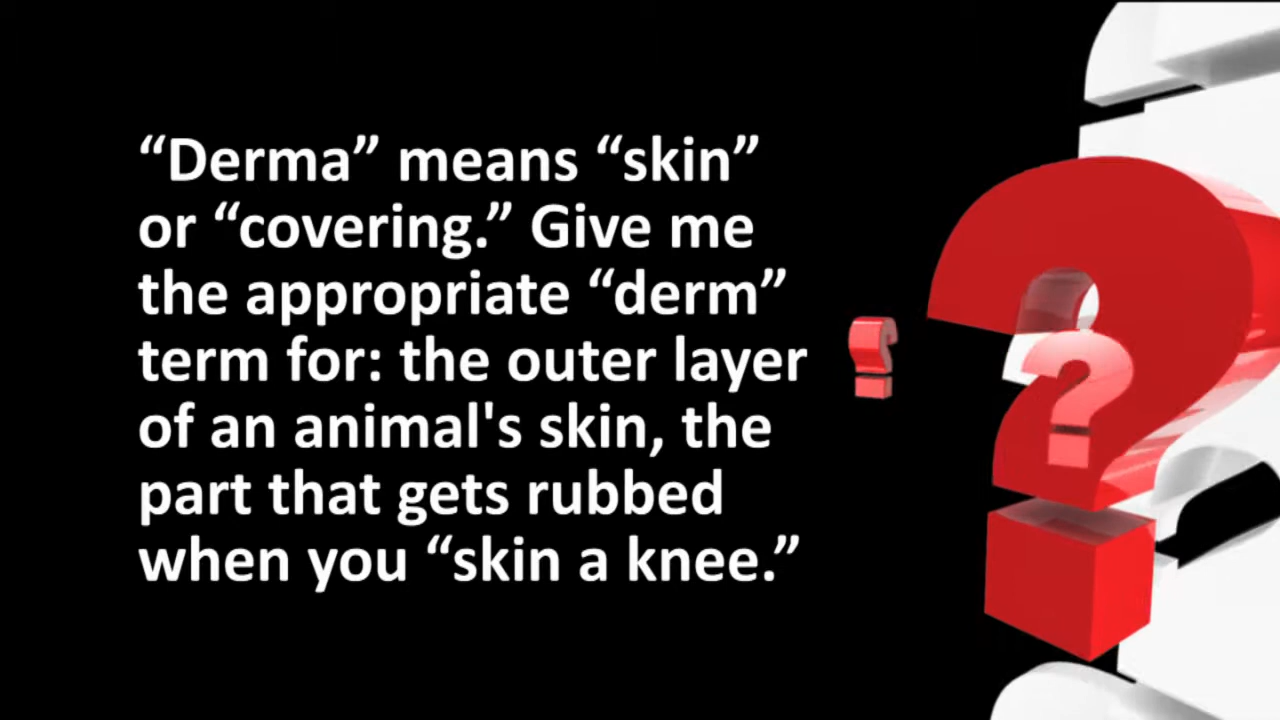 “Derma” means “skin”
or “covering.” Give me
the appropriate “derm”
term for: the outer layer
of an animal's skin, the
part that gets rubbed
when you “skin a knee.”